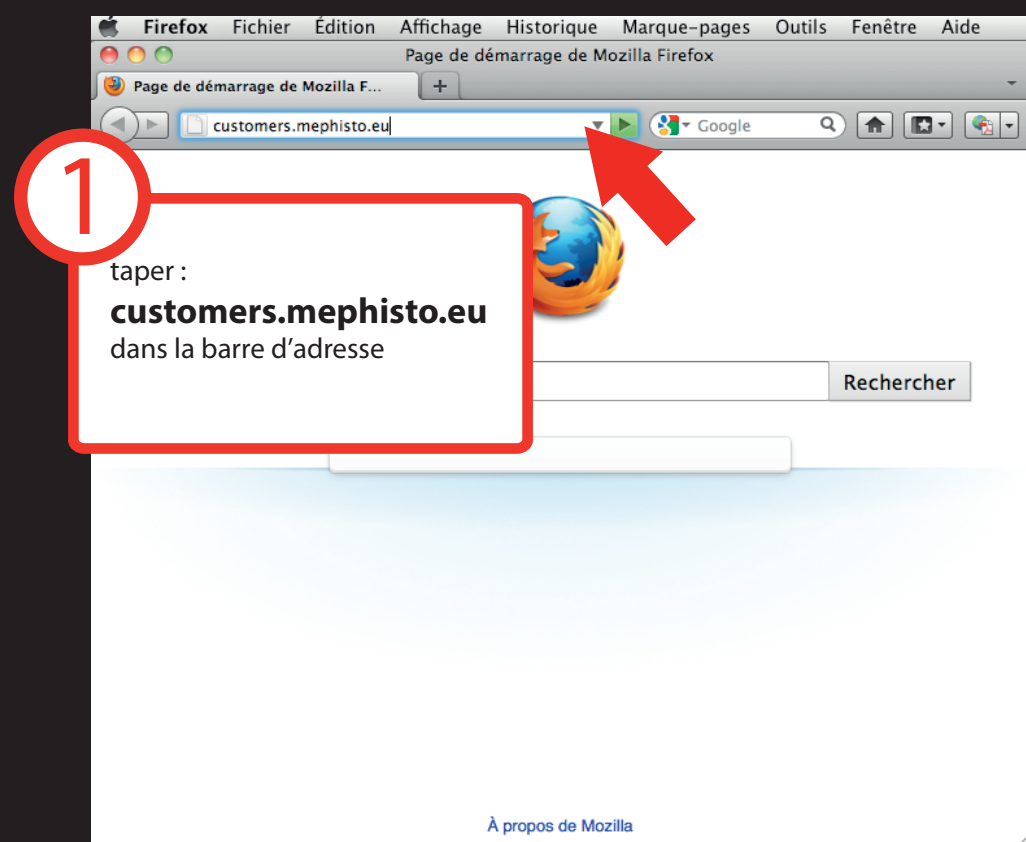 Firefox Fichier Édition Affichage Historique Marque-pages Outils Fenêtre Aide
Page de démarrage de Mozilla Firefox
Page de démarrage de Mozilla F... +
customers.mephisto.eu Google
1
taper :
customers.mephisto.eu
dans la barre d’adresse
Rechercher
À propos de Mozilla